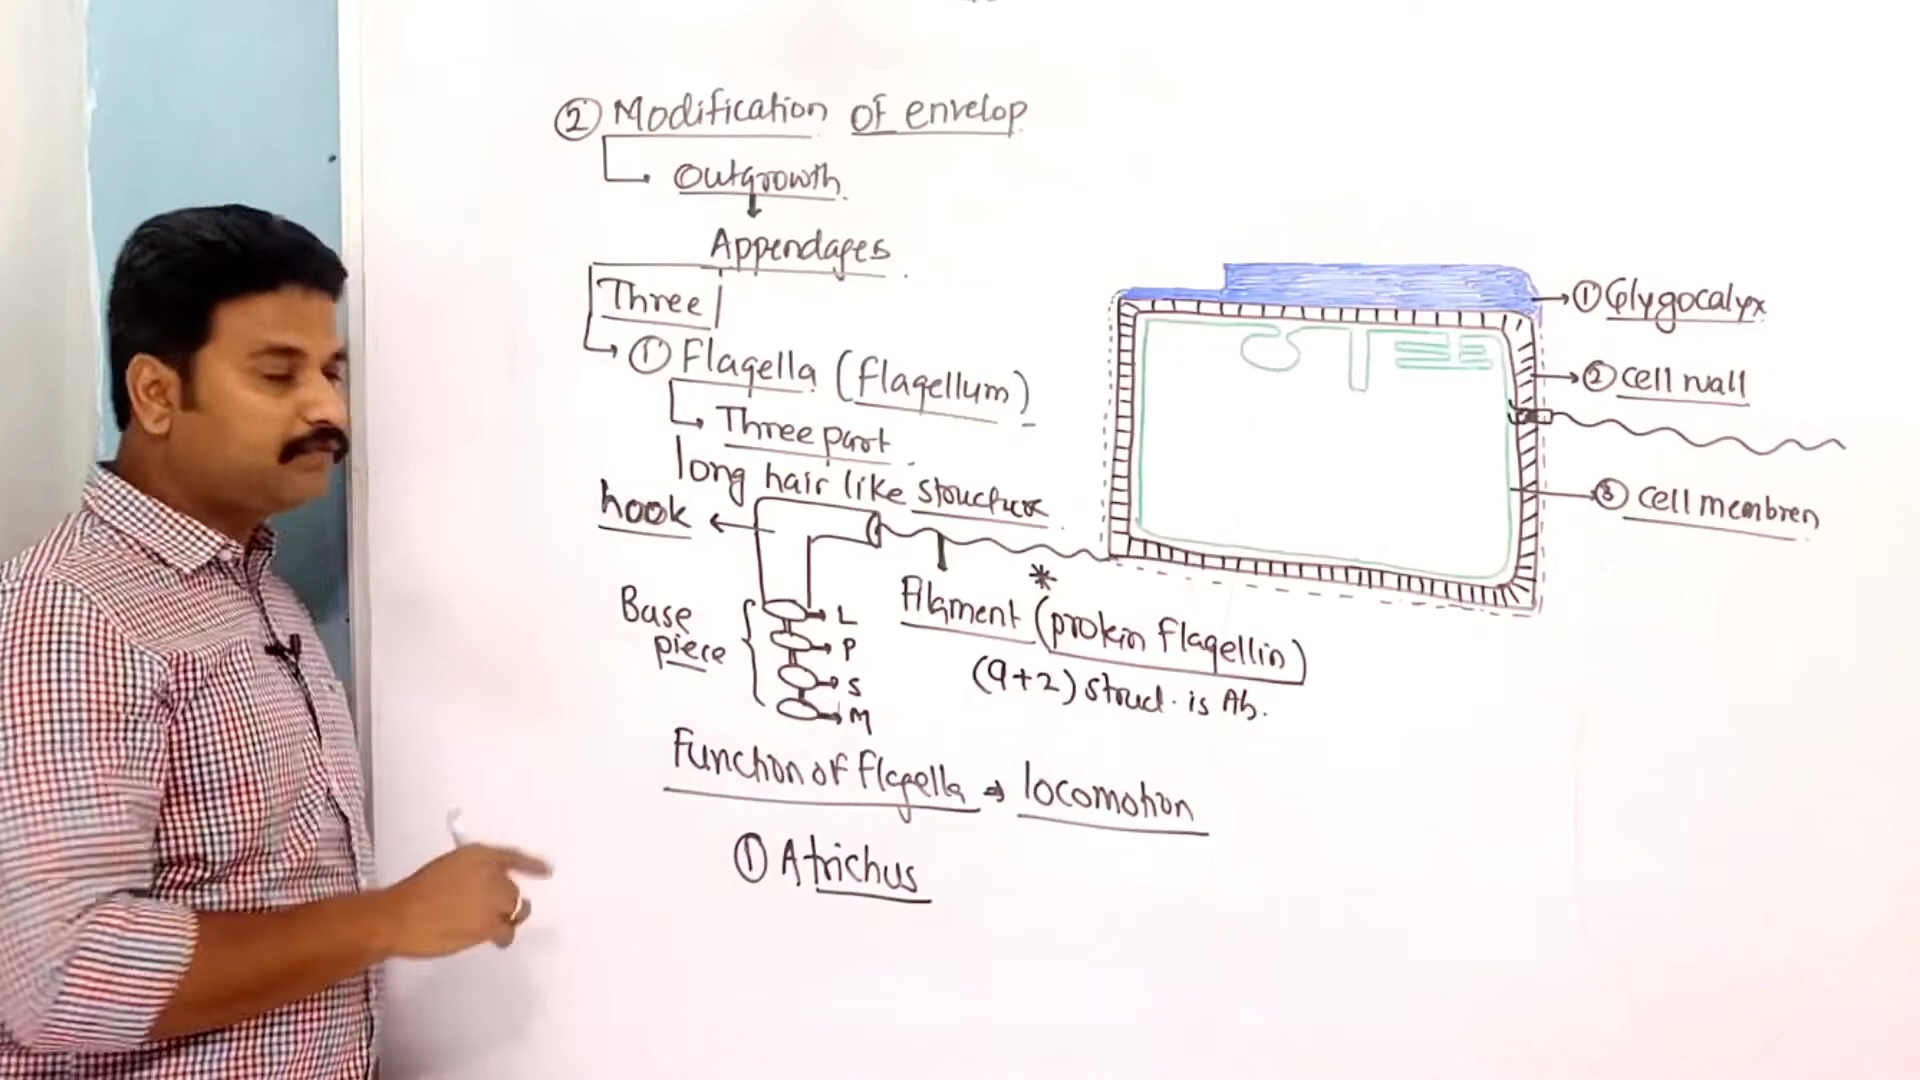 ② Modification of envelop
Outgrowth
Appendages
Three
① Flagella (flagellum)
Three part
long hair like structure
hook
Base
piece
L
P
S
M
Filament (protein flagellin)
(9+2) struct. is Ab.
Function of flagella → locomotion
① Atrichus
① Glygocalyx
② cell wall
③ cell membren